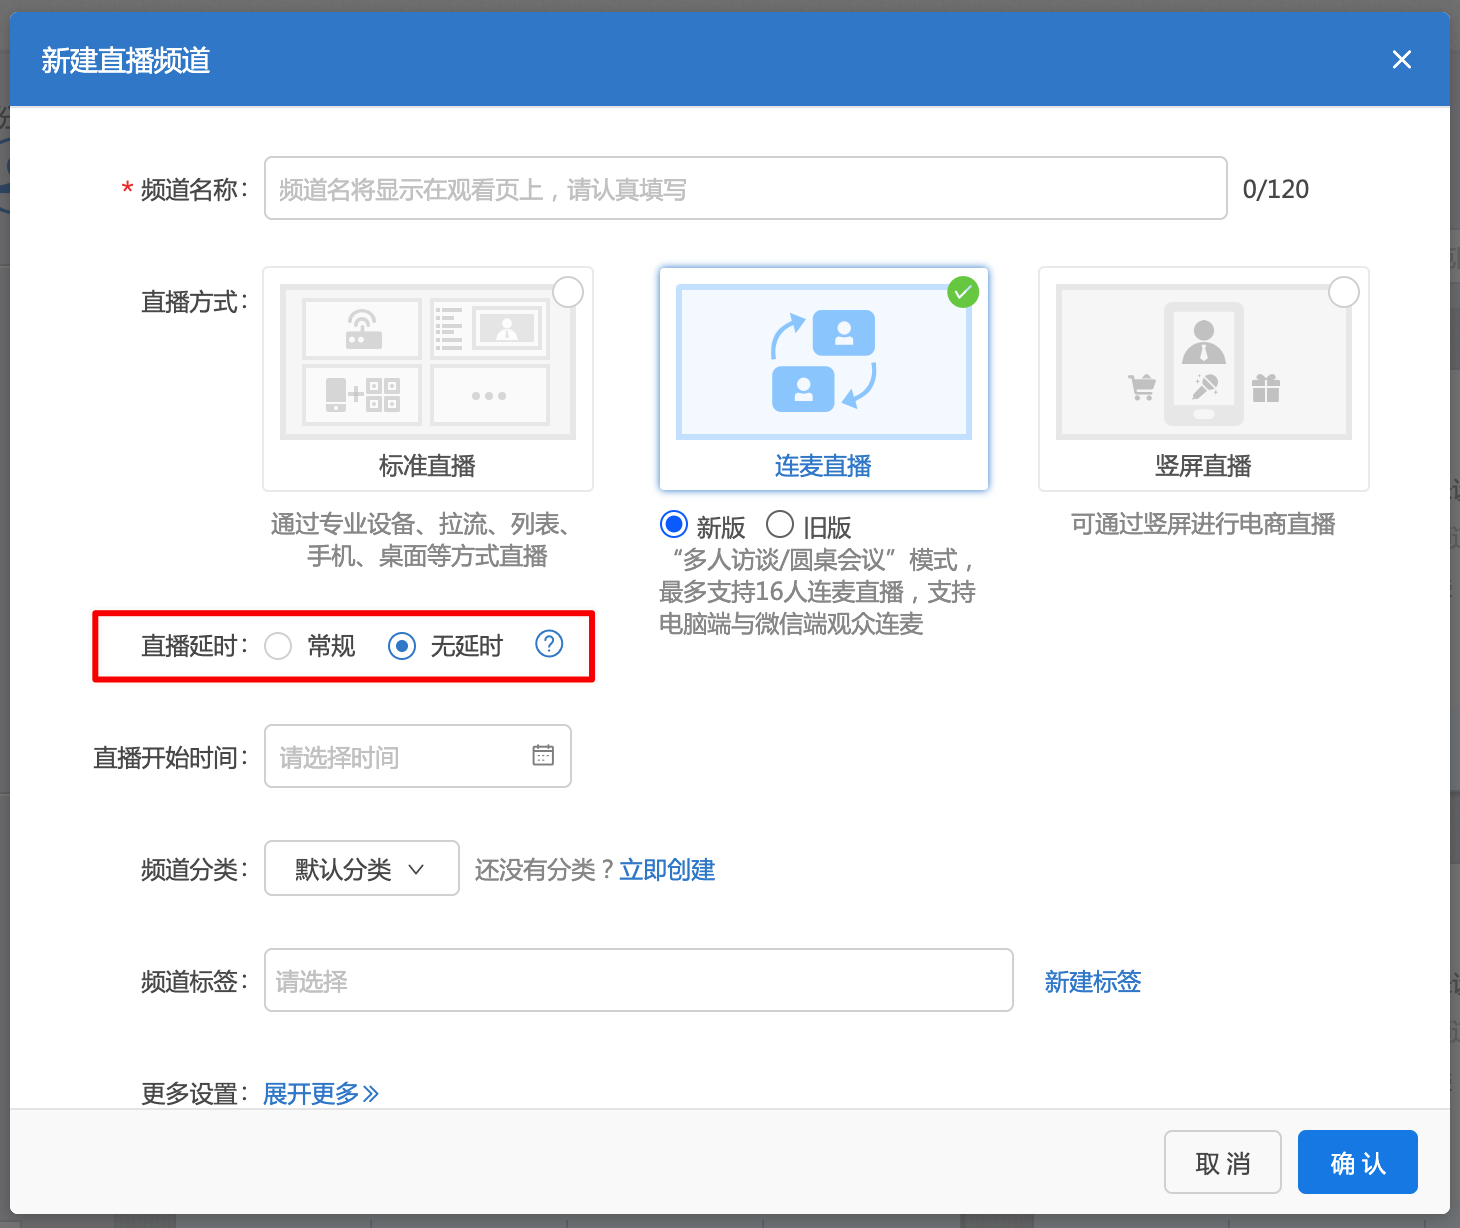 新建直播频道
* 频道名称： 频道名将显示在观看页上，请认真填写 0/120
直播方式：
标准直播 连麦直播 竖屏直播
通过专业设备、拉流、列表、
手机、桌面等方式直播
新版 旧版
“多人访谈/圆桌会议”模式，
最多支持16人连麦直播，支持
电脑端与微信端观众连麦
可通过竖屏进行电商直播
直播延时： 常规 无延时 ?
直播开始时间： 请选择时间
频道分类： 默认分类 还没有分类？立即创建
频道标签： 请选择 新建标签
更多设置： 展开更多
取 消 确 认